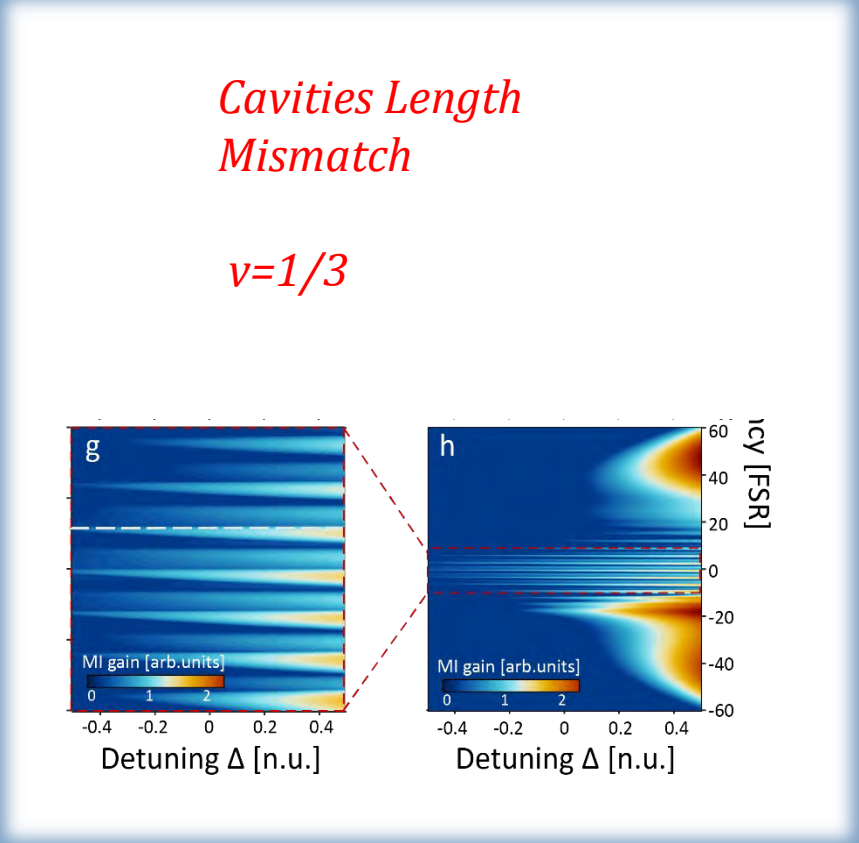 Cavities Length
Mismatch
v=1/3
g
MI gain [arb.units]
0 1 2
-0.4 -0.2 0 0.2 0.4
Detuning Δ [n.u.]
h
MI gain [arb.units]
0 1 2
-0.4 -0.2 0 0.2 0.4
Detuning Δ [n.u.]
60
40
20
0
-20
-40
-60
[FSR]